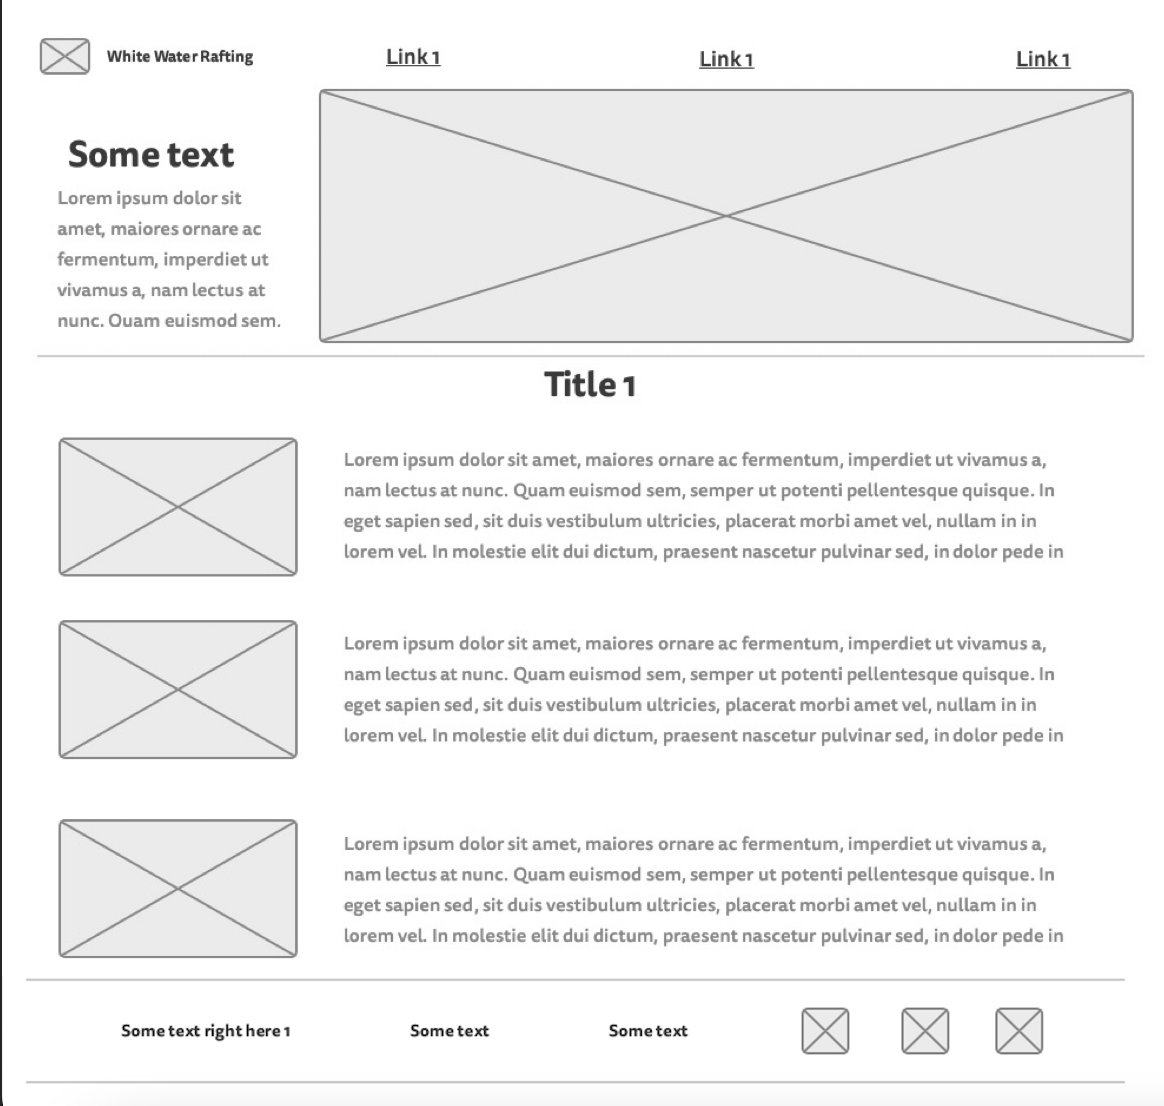 White Water Rafting
Link 1
Link 1
Link 1
Some text
Lorem ipsum dolor sit
amet, maiores ornare ac
fermentum, imperdiet ut
vivamus a, nam lectus at
nunc. Quam euismod sem.
Title 1
Lorem ipsum dolor sit amet, maiores ornare ac fermentum, imperdiet ut vivamus a,
nam lectus at nunc. Quam euismod sem, semper ut potenti pellentesque quisque. In
eget sapien sed, sit duis vestibulum ultricies, placerat morbi amet vel, nullam in in
lorem vel. In molestie elit dui dictum, praesent nascetur pulvinar sed, in dolor pede in
Lorem ipsum dolor sit amet, maiores ornare ac fermentum, imperdiet ut vivamus a,
nam lectus at nunc. Quam euismod sem, semper ut potenti pellentesque quisque. In
eget sapien sed, sit duis vestibulum ultricies, placerat morbi amet vel, nullam in in
lorem vel. In molestie elit dui dictum, praesent nascetur pulvinar sed, in dolor pede in
Lorem ipsum dolor sit amet, maiores ornare ac fermentum, imperdiet ut vivamus a,
nam lectus at nunc. Quam euismod sem, semper ut potenti pellentesque quisque. In
eget sapien sed, sit duis vestibulum ultricies, placerat morbi amet vel, nullam in in
lorem vel. In molestie elit dui dictum, praesent nascetur pulvinar sed, in dolor pede in
Some text right here 1
Some text
Some text